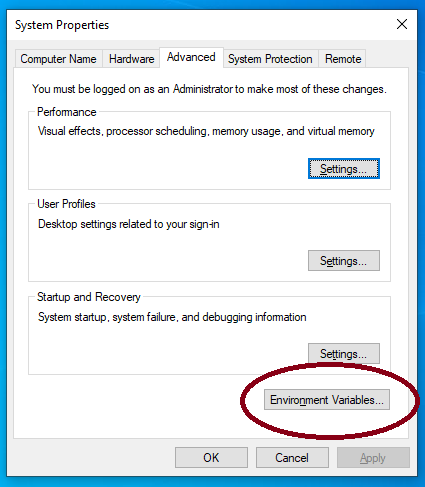 System Properties
Computer Name Hardware Advanced System Protection Remote
You must be logged on as an Administrator to make most of these changes.
Performance
Visual effects, processor scheduling, memory usage, and virtual memory
Settings...
User Profiles
Desktop settings related to your sign-in
Settings...
Startup and Recovery
System startup, system failure, and debugging information
Settings...
Environment Variables...
OK Cancel Apply